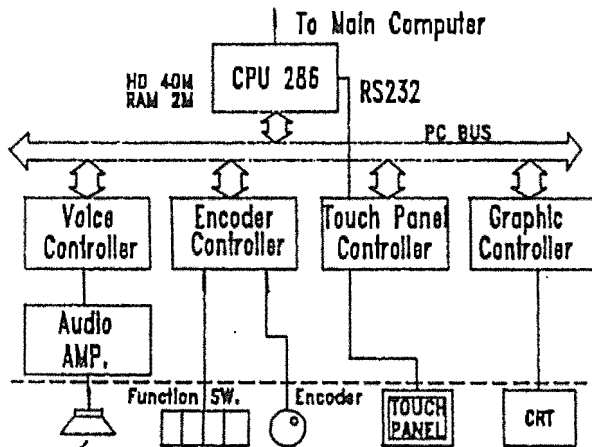 To Main Computer
CPU 286
HD 40M
RAM 2M
RS232
PC BUS
Voice
Controller
Encoder
Controller
Touch Panel
Controller
Graphic
Controller
Audio
AMP.
Function SW.
Encoder
TOUCH
PANEL
CRT